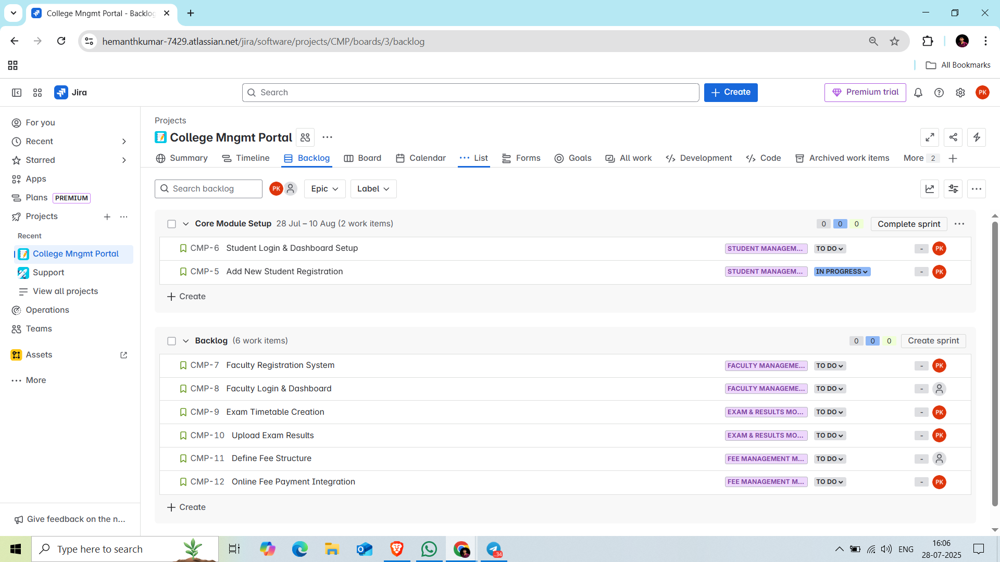 College Mngmt Portal - Backlog
hemanthkumar-7429.atlassian.net/jira/software/projects/CMP/boards/3/backlog
All Bookmarks
Jira
Search
Create
Premium trial
PK
For you
Recent
Starred
Apps
Plans PREMIUM
Projects
Recent
College Mngmt Portal
Support
View all projects
Operations
Teams
Assets
More
Give feedback on the n...
Projects
College Mngmt Portal
Summary Timeline Backlog Board Calendar List Forms Goals All work Development Code Archived work items More 2
Search backlog PK Epic Label
Core Module Setup 28 Jul – 10 Aug (2 work items) 0 0 0 Complete sprint
CMP-6 Student Login & Dashboard Setup STUDENT MANAGEM... TO DO - PK
CMP-5 Add New Student Registration STUDENT MANAGEM... IN PROGRESS - PK
Create
Backlog (6 work items) 0 0 0 Create sprint
CMP-7 Faculty Registration System FACULTY MANAGEME... TO DO - PK
CMP-8 Faculty Login & Dashboard FACULTY MANAGEME... TO DO -
CMP-9 Exam Timetable Creation EXAM & RESULTS MO... TO DO - PK
CMP-10 Upload Exam Results EXAM & RESULTS MO... TO DO - PK
CMP-11 Define Fee Structure FEE MANAGEMENT M... TO DO -
CMP-12 Online Fee Payment Integration FEE MANAGEMENT M... TO DO - PK
Create
Type here to search
34
ENG
16:06
28-07-2025